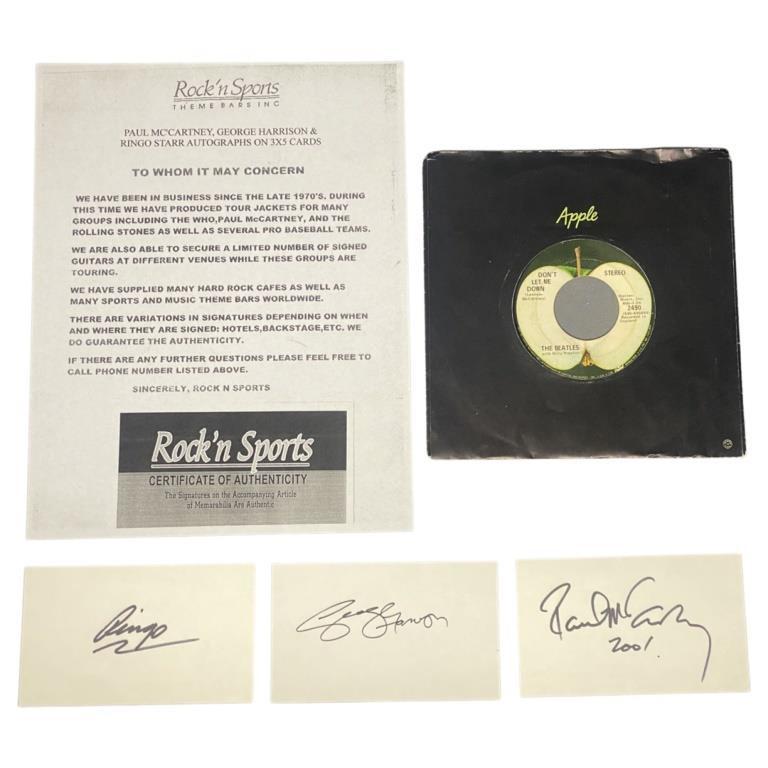 Rock'n Sports
THEME BARS INC
PAUL MCCARTNEY, GEORGE HARRISON &
RINGO STARR AUTOGRAPHS ON 3X5 CARDS
TO WHOM IT MAY CONCERN
WE HAVE BEEN IN BUSINESS SINCE THE LATE 1970'S, DURING
THIS TIME WE HAVE PRODUCED TOUR JACKETS FOR MANY
GROUPS INCLUDING THE WHO,PAUL McCARTNEY, AND THE
ROLLING STONES AS WELL AS SEVERAL PRO BASEBALL TEAMS.
WE ARE ALSO ABLE TO SECURE A LIMITED NUMBER OF SIGNED
GUITARS AT DIFFERENT VENUES WHILE THESE GROUPS ARE
TOURING.
WE HAVE SUPPLIED MANY HARD ROCK CAFES AS WELL AS
MANY SPORTS AND MUSIC THEME BARS WORLDWIDE.
THERE ARE VARIATIONS IN SIGNATURES DEPENDING ON WHEN
AND WHERE THEY ARE SIGNED: HOTELS,BACKSTAGE,ETC. WE
DO GUARANTEE THE AUTHENTICITY.
IF THERE ARE ANY FURTHER QUESTIONS PLEASE FEEL FREE TO
CALL PHONE NUMBER LISTED ABOVE.
SINCERELY, ROCK N SPORTS
Rock'n Sports
CERTIFICATE OF AUTHENTICITY
The Signatures on the Accompanying Article
of Memorabilia Are Authentic
Apple
DON'T
LET ME
DOWN
STEREO
2490
THE BEATLES
with Billy Preston
Ringo
George Harrison
Paul McCartney
2001.